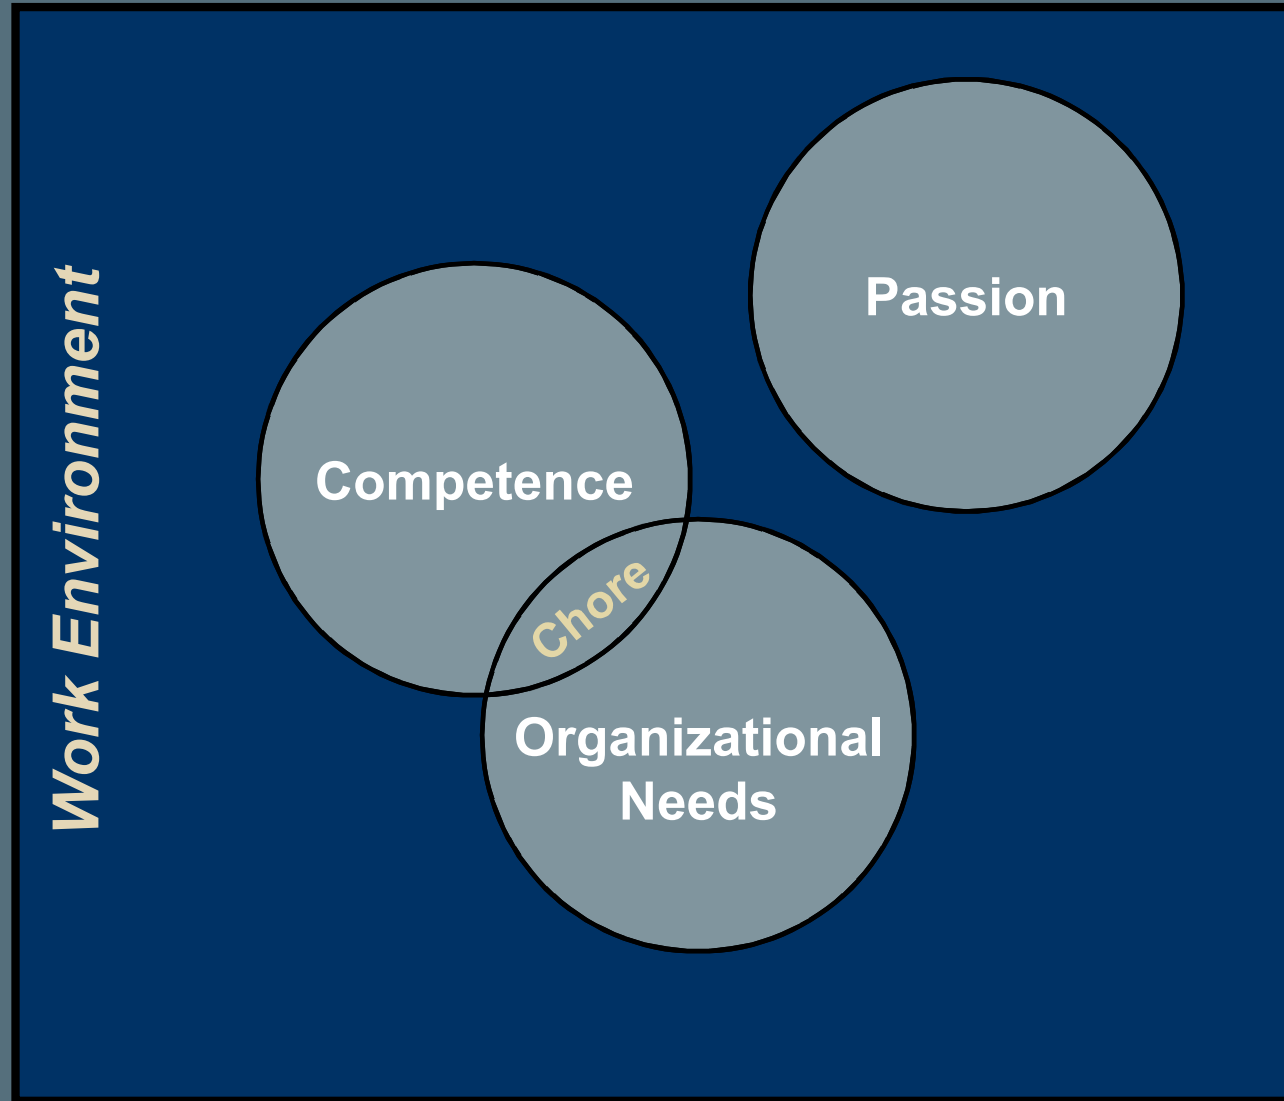 Work Environment
Passion
Competence
Chore
Organizational
Needs